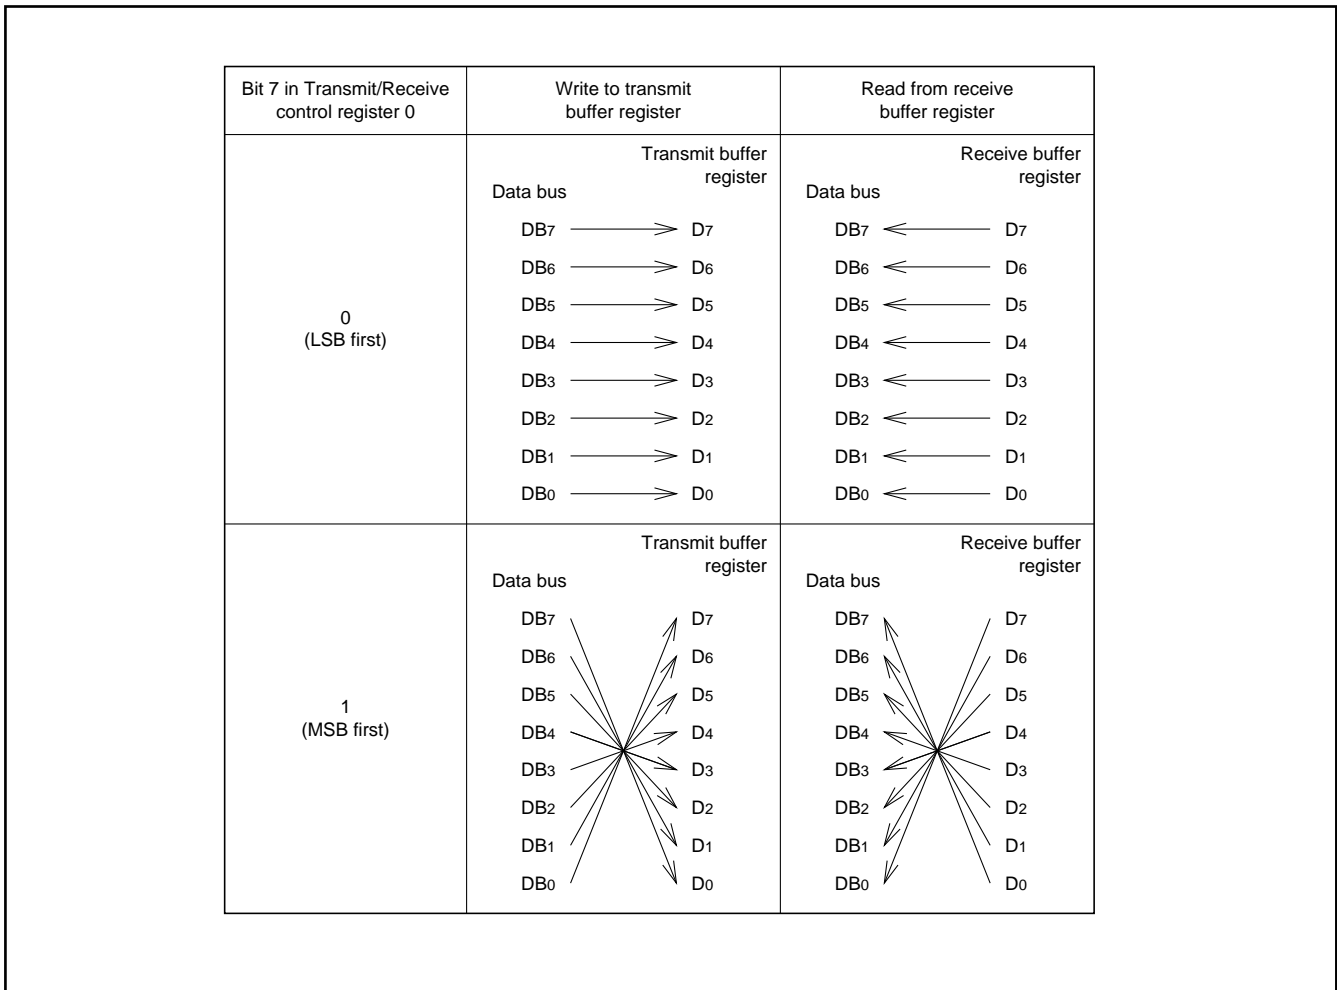 Bit 7 in Transmit/Receive
control register 0
Write to transmit
buffer register
Read from receive
buffer register
0
(LSB first)
Transmit buffer
register
Data bus
DB7 D7
DB6 D6
DB5 D5
DB4 D4
DB3 D3
DB2 D2
DB1 D1
DB0 D0
Receive buffer
register
Data bus
DB7 D7
DB6 D6
DB5 D5
DB4 D4
DB3 D3
DB2 D2
DB1 D1
DB0 D0
1
(MSB first)
Transmit buffer
register
Data bus
DB7 D7
DB6 D6
DB5 D5
DB4 D4
DB3 D3
DB2 D2
DB1 D1
DB0 D0
Receive buffer
register
Data bus
DB7 D7
DB6 D6
DB5 D5
DB4 D4
DB3 D3
DB2 D2
DB1 D1
DB0 D0